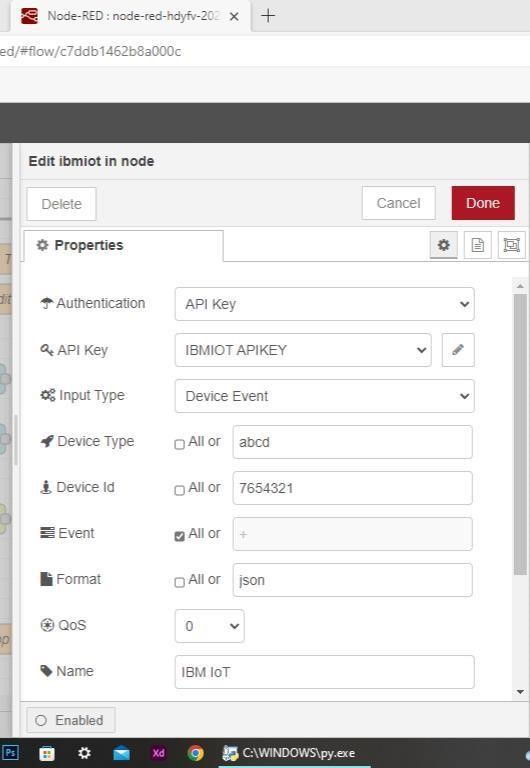 Node-RED : node-red-hdyfv-202
ed/#flow/c7ddb1462b8a000c
Edit ibmiot in node
Delete
Cancel
Done
Properties
Authentication
API Key
API Key
IBMIOT APIKEY
Input Type
Device Event
Device Type
All or
abcd
Device Id
All or
7654321
Event
All or
+
Format
All or
json
QoS
0
Name
IBM IoT
Enabled
Ps
Xd
C:\WINDOWS\py.exe